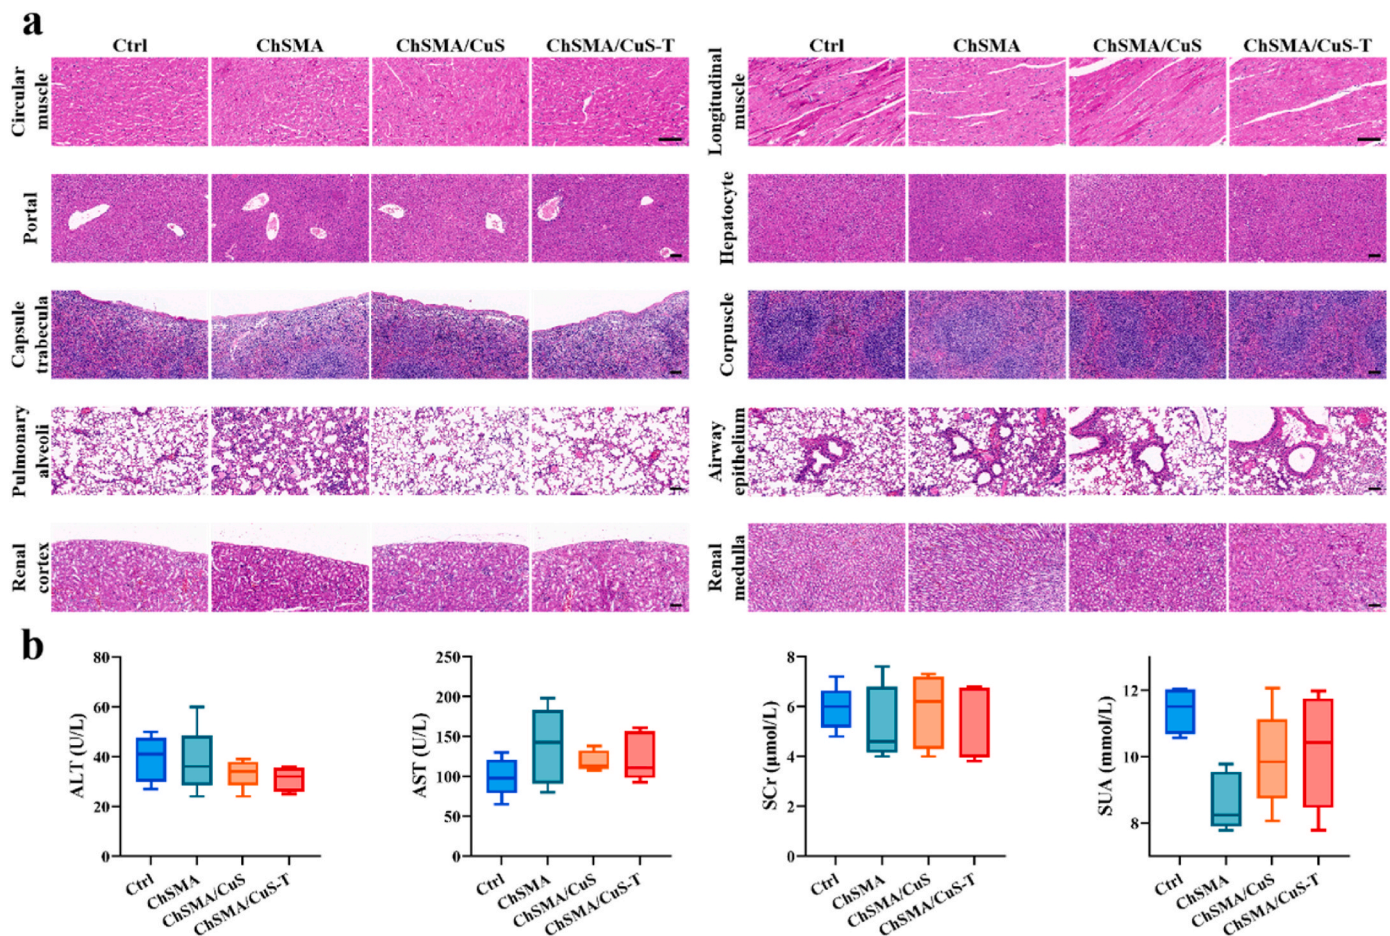 a
Ctrl ChSMA ChSMA/CuS ChSMA/CuS-T Ctrl ChSMA ChSMA/CuS ChSMA/CuS-T
Circular
muscle
Longitudinal
muscle
Portal
Hepatocyte
Capsule
trabecula
Corpuscle
Pulmonary
alveoli
Airway
epithelium
Renal
cortex
Renal
medulla
b
ALT (U/L)
80
60
40
20
0
Ctrl ChSMA ChSMA/CuS ChSMA/CuS-T
AST (U/L)
250
200
150
100
50
0
Ctrl ChSMA ChSMA/CuS ChSMA/CuS-T
SCr (μmol/L)
8
6
4
2
0
Ctrl ChSMA ChSMA/CuS ChSMA/CuS-T
SUA (mmol/L)
12
10
8
Ctrl ChSMA ChSMA/CuS ChSMA/CuS-T